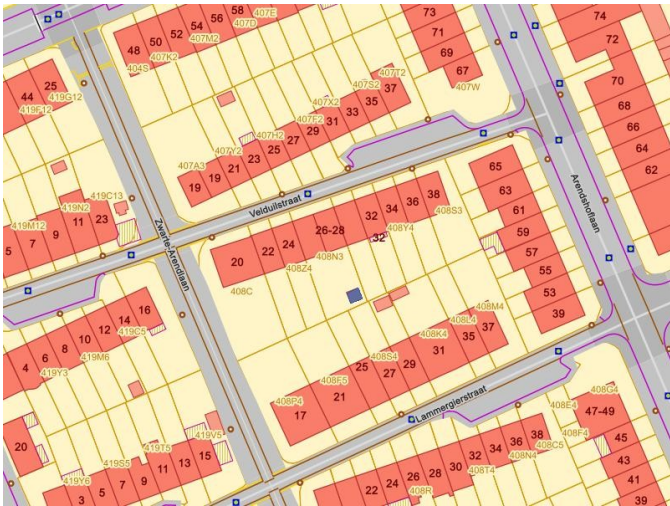 48
50
52
54
56
58
404S
407K2
407M2
407D
407E
73
71
69
67
407W
74
72
70
68
66
64
62
44
25
419F12
419G12
37
35
33
31
29
27
25
23
21
19
19
407T2
407S2
407X2
407F2
407H2
407Y2
407A3
Velduilstraat
Zwarte-Arendlaan
Arendshoflaan
419C13
419N2
419M12
5
7
9
11
23
65
63
61
59
57
55
53
39
20
22
24
26-28
32
34
36
38
32
408S3
408Y4
408N3
408Z4
408C
4
6
8
10
12
14
16
419C5
419M6
419Y3
17
21
25
27
29
31
35
37
408P4
408F5
408S4
408K4
408L4
408M4
Lammergierstraat
20
3
5
7
9
11
13
15
419Y6
419S5
419T5
419V5
22
24
26
28
30
32
34
36
38
408R
408T4
408N4
408C5
408E4
408F4
408G4
47-49
45
43
41
39